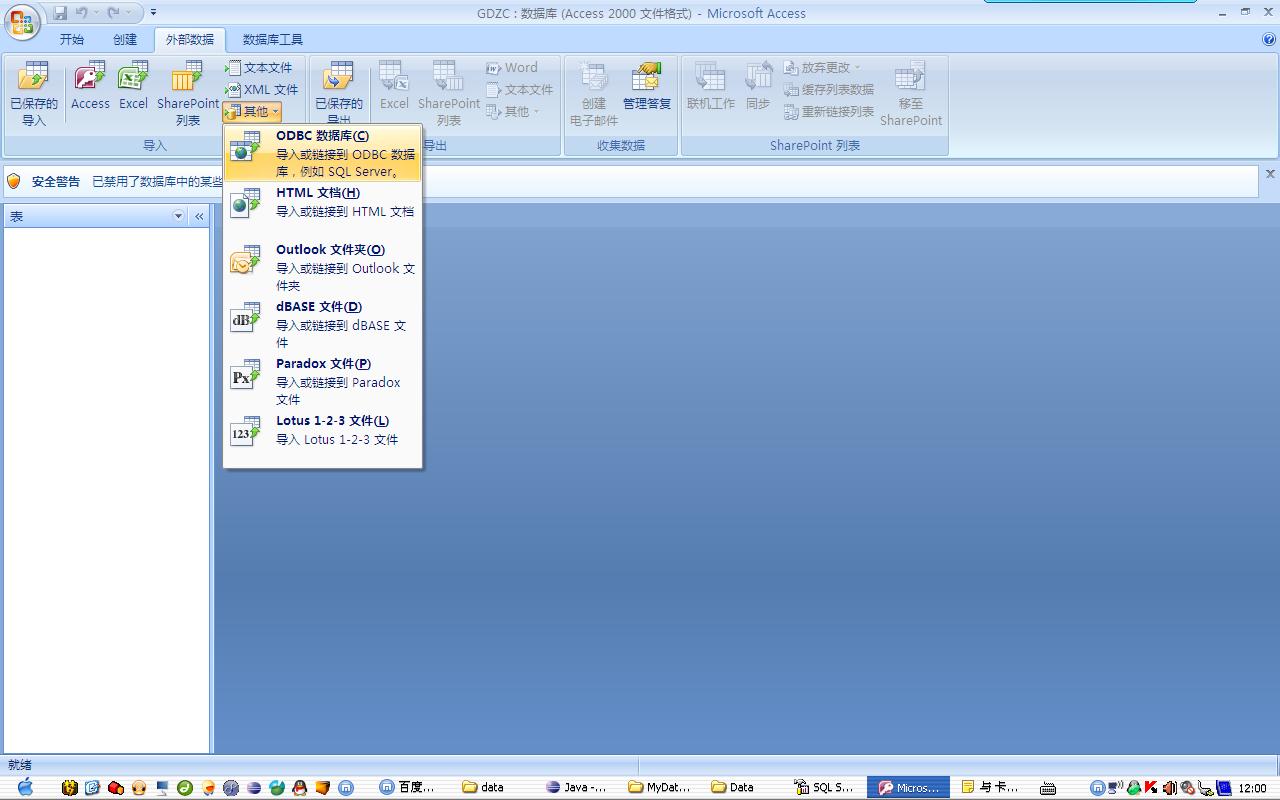 GDZC : 数据库 (Access 2000 文件格式) - Microsoft Access
开始 创建 外部数据 数据库工具
已保存的导入
Access
Excel
SharePoint 列表
文本文件
XML 文件
其他
导入
已保存的导出
Excel
SharePoint 列表
Word
文本文件
其他
导出
创建电子邮件
管理答复
收集数据
联机工作
同步
放弃更改
缓存列表数据
重新链接列表
移至 SharePoint
SharePoint 列表
安全警告 已禁用了数据库中的某些
表
ODBC 数据库(C)
导入或链接到 ODBC 数据
库，例如 SQL Server。
HTML 文档(H)
导入或链接到 HTML 文档
Outlook 文件夹(O)
导入或链接到 Outlook 文
件夹
dBASE 文件(D)
导入或链接到 dBASE 文
件
Paradox 文件(P)
导入或链接到 Paradox
文件
Lotus 1-2-3 文件(L)
导入 Lotus 1-2-3 文件
dB
Px
123
就绪
百度... data Java -... MyDat... Data SQL S... Micros... 与 卡... 12:00